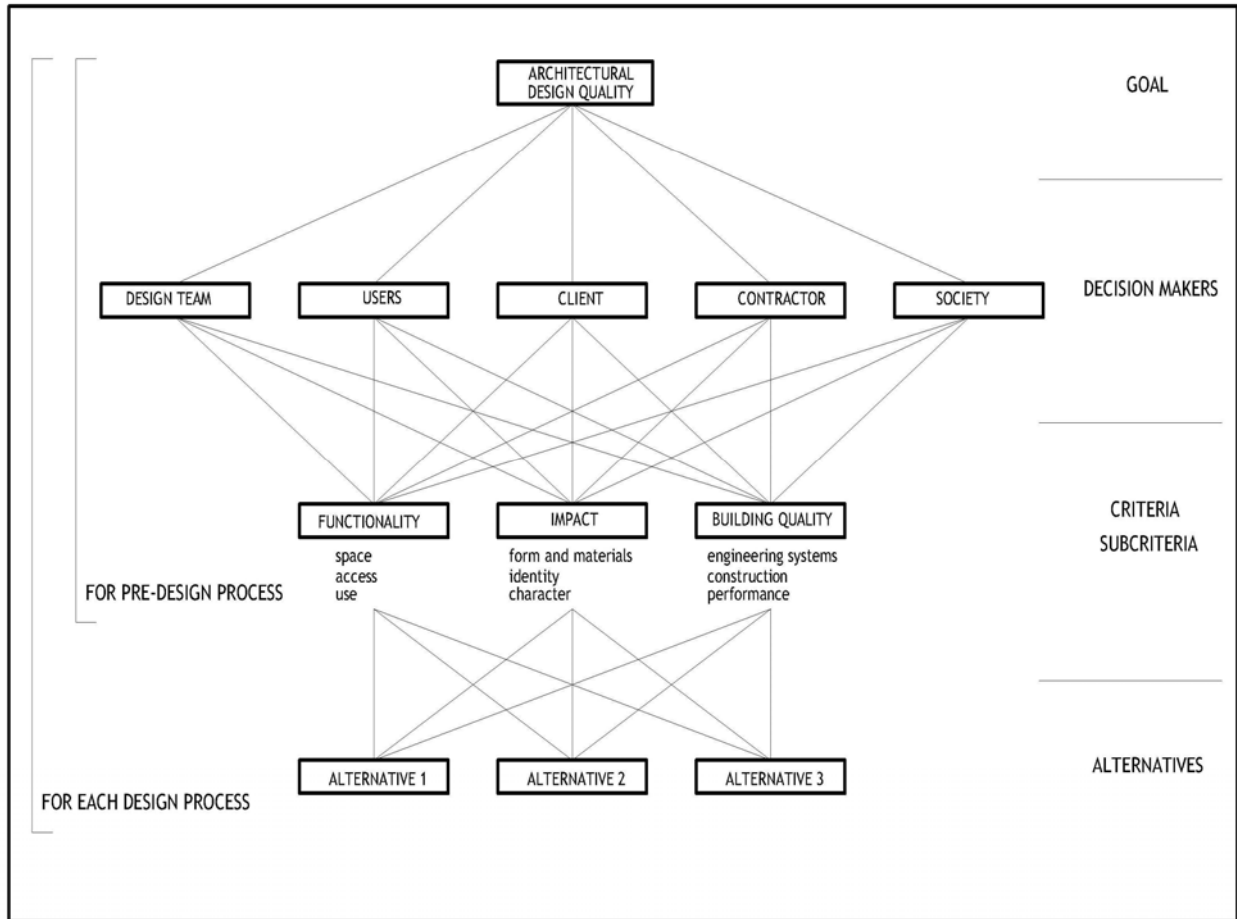 ARCHITECTURAL
DESIGN QUALITY
GOAL
DESIGN TEAM
USERS
CLIENT
CONTRACTOR
SOCIETY
DECISION MAKERS
FUNCTIONALITY
IMPACT
BUILDING QUALITY
CRITERIA
SUBCRITERIA
space
access
use
form and materials
identity
character
engineering systems
construction
performance
FOR PRE-DESIGN PROCESS
ALTERNATIVE 1
ALTERNATIVE 2
ALTERNATIVE 3
ALTERNATIVES
FOR EACH DESIGN PROCESS